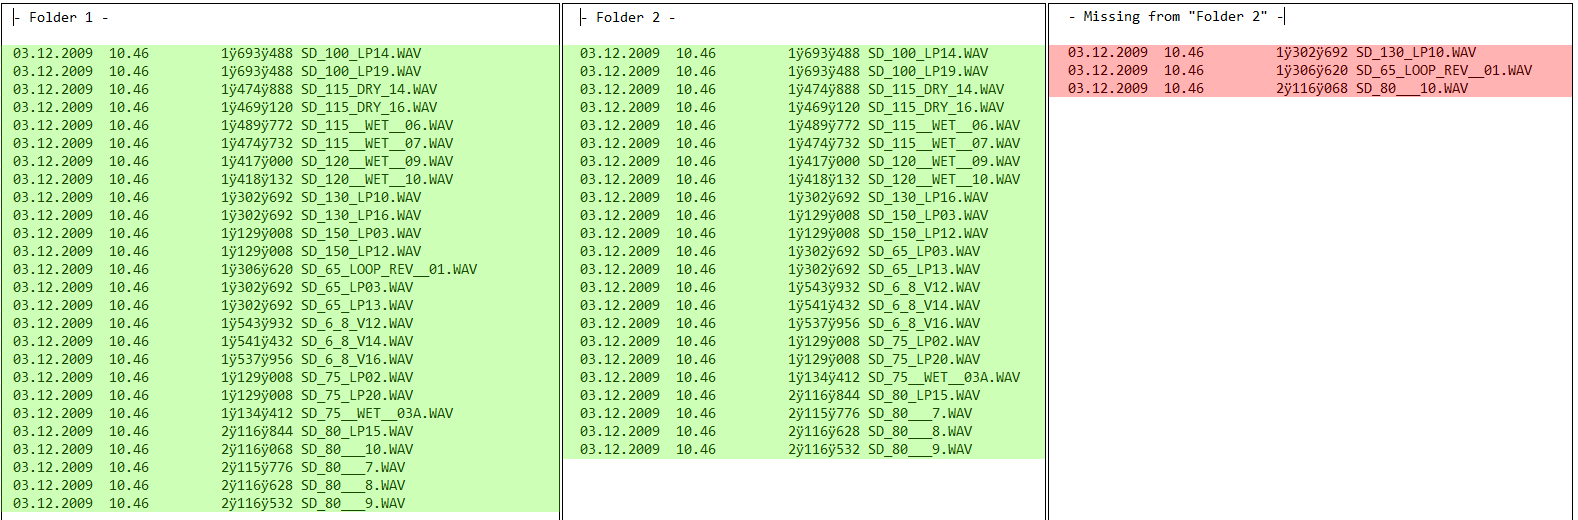 - Folder 1 -
03.12.2009  10.46         1ÿ693ÿ488 SD_100_LP14.WAV
03.12.2009  10.46         1ÿ693ÿ488 SD_100_LP19.WAV
03.12.2009  10.46         1ÿ474ÿ888 SD_115_DRY_14.WAV
03.12.2009  10.46         1ÿ469ÿ120 SD_115_DRY_16.WAV
03.12.2009  10.46         1ÿ489ÿ772 SD_115__WET__06.WAV
03.12.2009  10.46         1ÿ474ÿ732 SD_115__WET__07.WAV
03.12.2009  10.46         1ÿ417ÿ000 SD_120__WET__09.WAV
03.12.2009  10.46         1ÿ418ÿ132 SD_120__WET__10.WAV
03.12.2009  10.46         1ÿ302ÿ692 SD_130_LP10.WAV
03.12.2009  10.46         1ÿ302ÿ692 SD_130_LP16.WAV
03.12.2009  10.46         1ÿ129ÿ008 SD_150_LP03.WAV
03.12.2009  10.46         1ÿ129ÿ008 SD_150_LP12.WAV
03.12.2009  10.46         1ÿ306ÿ620 SD_65_LOOP_REV__01.WAV
03.12.2009  10.46         1ÿ302ÿ692 SD_65_LP03.WAV
03.12.2009  10.46         1ÿ302ÿ692 SD_65_LP13.WAV
03.12.2009  10.46         1ÿ543ÿ932 SD_6_8_V12.WAV
03.12.2009  10.46         1ÿ541ÿ432 SD_6_8_V14.WAV
03.12.2009  10.46         1ÿ537ÿ956 SD_6_8_V16.WAV
03.12.2009  10.46         1ÿ129ÿ008 SD_75_LP02.WAV
03.12.2009  10.46         1ÿ129ÿ008 SD_75_LP20.WAV
03.12.2009  10.46         1ÿ134ÿ412 SD_75__WET__03A.WAV
03.12.2009  10.46         2ÿ116ÿ844 SD_80_LP15.WAV
03.12.2009  10.46         2ÿ116ÿ068 SD_80___10.WAV
03.12.2009  10.46         2ÿ115ÿ776 SD_80___7.WAV
03.12.2009  10.46         2ÿ116ÿ628 SD_80___8.WAV
03.12.2009  10.46         2ÿ116ÿ532 SD_80___9.WAV
- Folder 2 -
03.12.2009  10.46         1ÿ693ÿ488 SD_100_LP14.WAV
03.12.2009  10.46         1ÿ693ÿ488 SD_100_LP19.WAV
03.12.2009  10.46         1ÿ474ÿ888 SD_115_DRY_14.WAV
03.12.2009  10.46         1ÿ469ÿ120 SD_115_DRY_16.WAV
03.12.2009  10.46         1ÿ489ÿ772 SD_115__WET__06.WAV
03.12.2009  10.46         1ÿ474ÿ732 SD_115__WET__07.WAV
03.12.2009  10.46         1ÿ417ÿ000 SD_120__WET__09.WAV
03.12.2009  10.46         1ÿ418ÿ132 SD_120__WET__10.WAV
03.12.2009  10.46         1ÿ302ÿ692 SD_130_LP16.WAV
03.12.2009  10.46         1ÿ129ÿ008 SD_150_LP03.WAV
03.12.2009  10.46         1ÿ129ÿ008 SD_150_LP12.WAV
03.12.2009  10.46         1ÿ302ÿ692 SD_65_LP03.WAV
03.12.2009  10.46         1ÿ302ÿ692 SD_65_LP13.WAV
03.12.2009  10.46         1ÿ543ÿ932 SD_6_8_V12.WAV
03.12.2009  10.46         1ÿ541ÿ432 SD_6_8_V14.WAV
03.12.2009  10.46         1ÿ537ÿ956 SD_6_8_V16.WAV
03.12.2009  10.46         1ÿ129ÿ008 SD_75_LP02.WAV
03.12.2009  10.46         1ÿ129ÿ008 SD_75_LP20.WAV
03.12.2009  10.46         1ÿ134ÿ412 SD_75__WET__03A.WAV
03.12.2009  10.46         2ÿ116ÿ844 SD_80_LP15.WAV
03.12.2009  10.46         2ÿ115ÿ776 SD_80___7.WAV
03.12.2009  10.46         2ÿ116ÿ628 SD_80___8.WAV
03.12.2009  10.46         2ÿ116ÿ532 SD_80___9.WAV
- Missing from "Folder 2" -
03.12.2009  10.46         1ÿ302ÿ692 SD_130_LP10.WAV
03.12.2009  10.46         1ÿ306ÿ620 SD_65_LOOP_REV__01.WAV
03.12.2009  10.46         2ÿ116ÿ068 SD_80___10.WAV